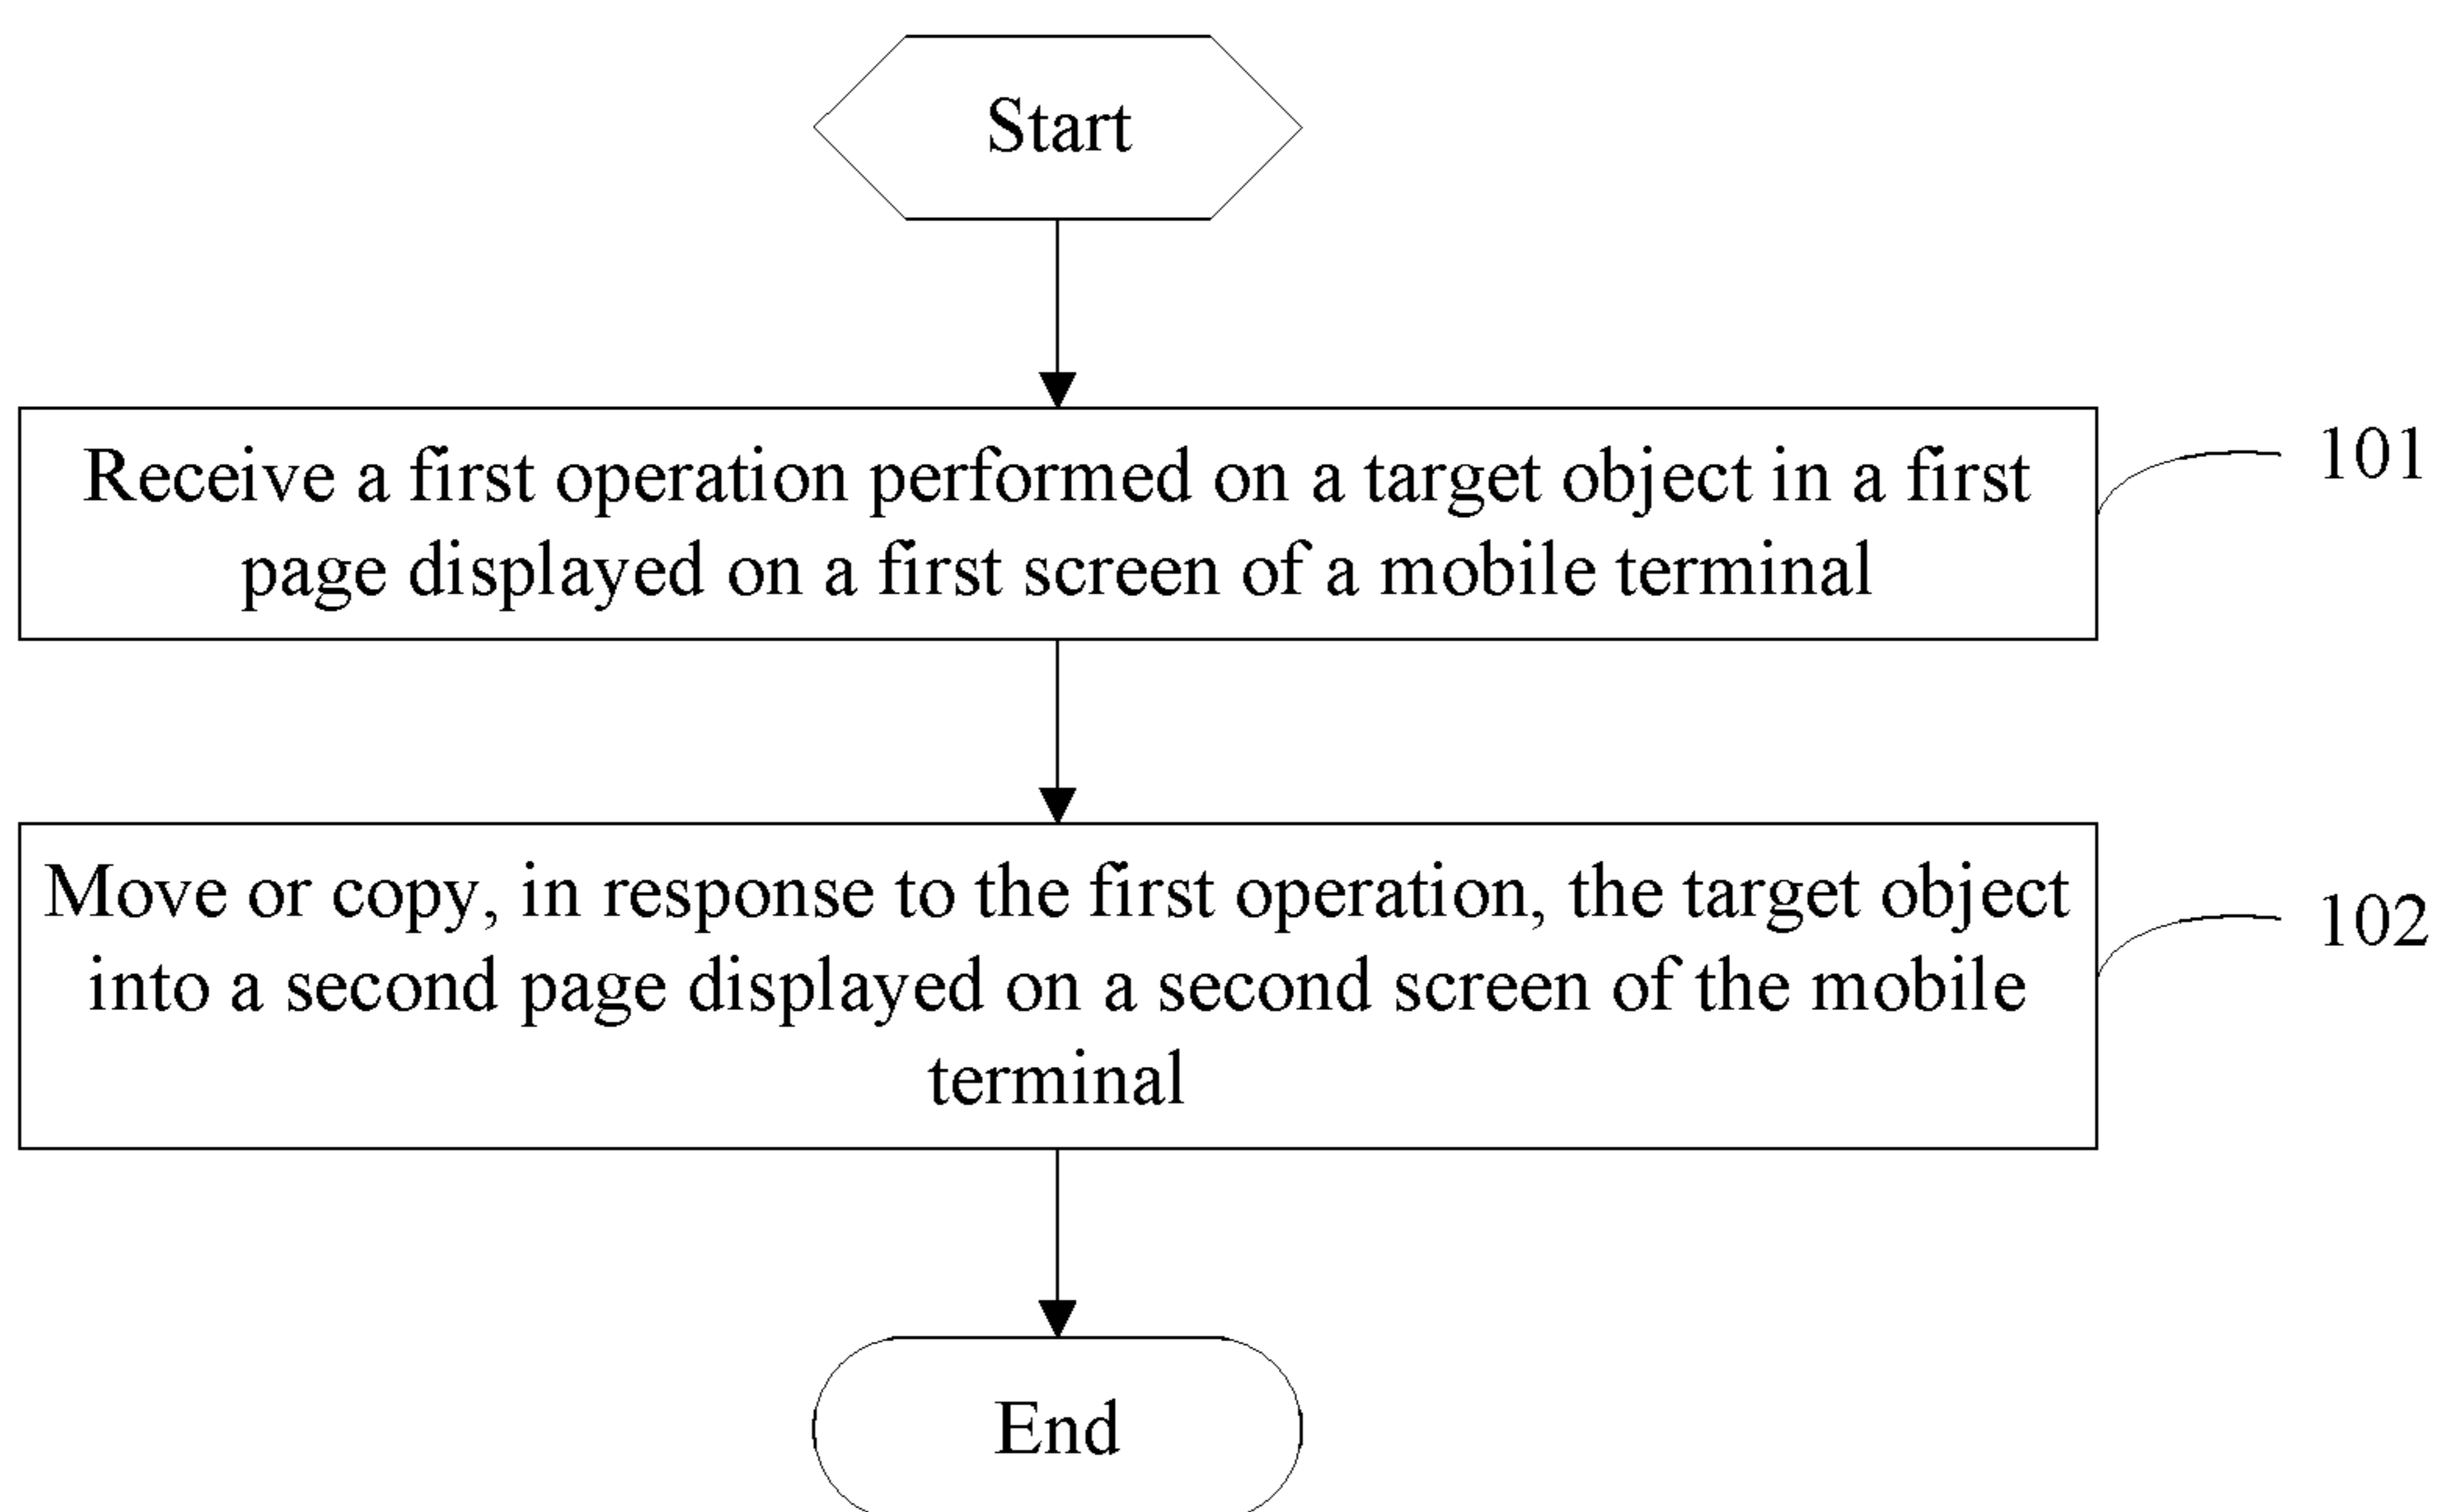 Start
Receive a first operation performed on a target object in a first
page displayed on a first screen of a mobile terminal
101
Move or copy, in response to the first operation, the target object
into a second page displayed on a second screen of the mobile
terminal
102
End